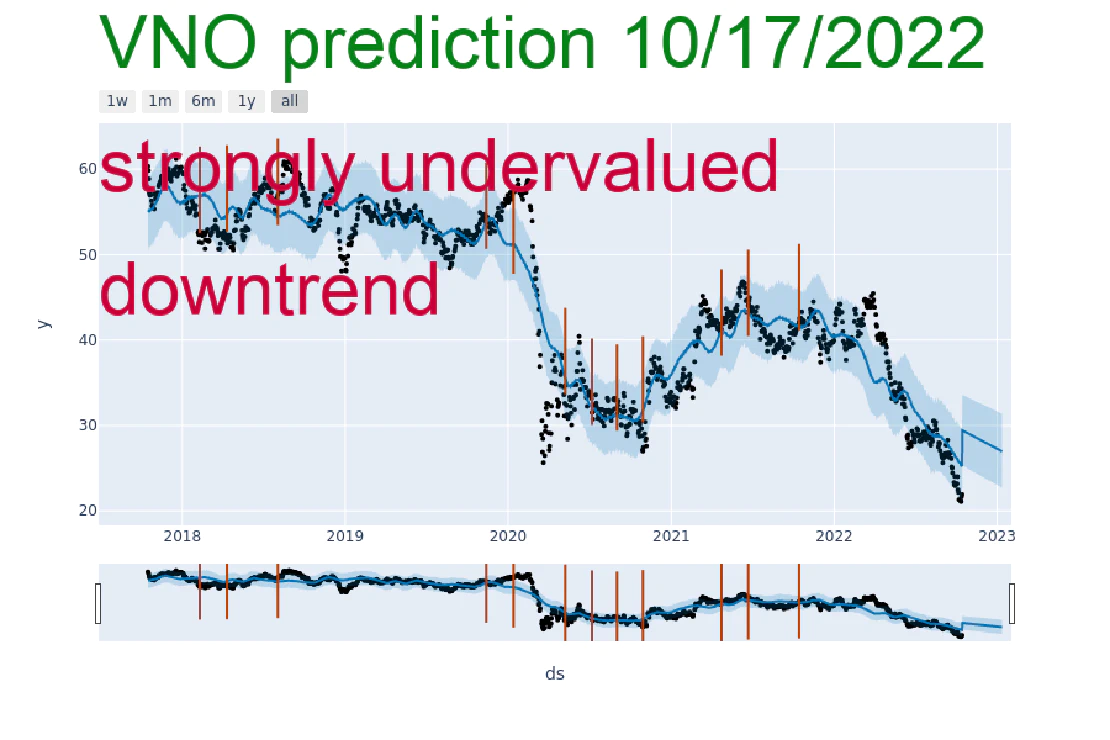 VNO prediction 10/17/2022
1w 1m 6m 1y all
strongly undervalued
60
50
downtrend
y
40
30
20
2018 2019 2020 2021 2022 2023
ds